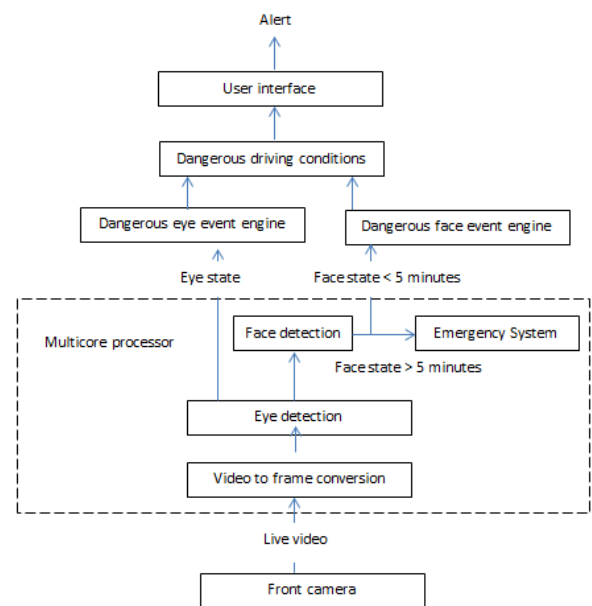 Alert
User interface
Dangerous driving conditions
Dangerous eye event engine
Dangerous face event engine
Eye state
Face state < 5 minutes
Multicore processor
Face detection
Emergency System
Face state > 5 minutes
Eye detection
Video to frame conversion
Live video
Front camera